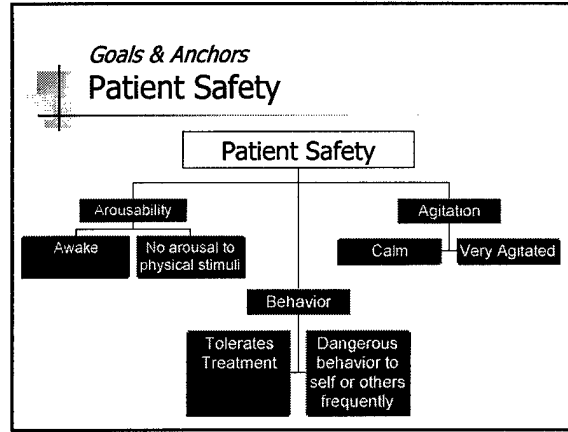 Goals & Anchors
Patient Safety
Patient Safety
Arousability
Awake
No arousal to
physical stimuli
Agitation
Calm
Very Agitated
Behavior
Tolerates
Treatment
Dangerous
behavior to
self or others
frequently